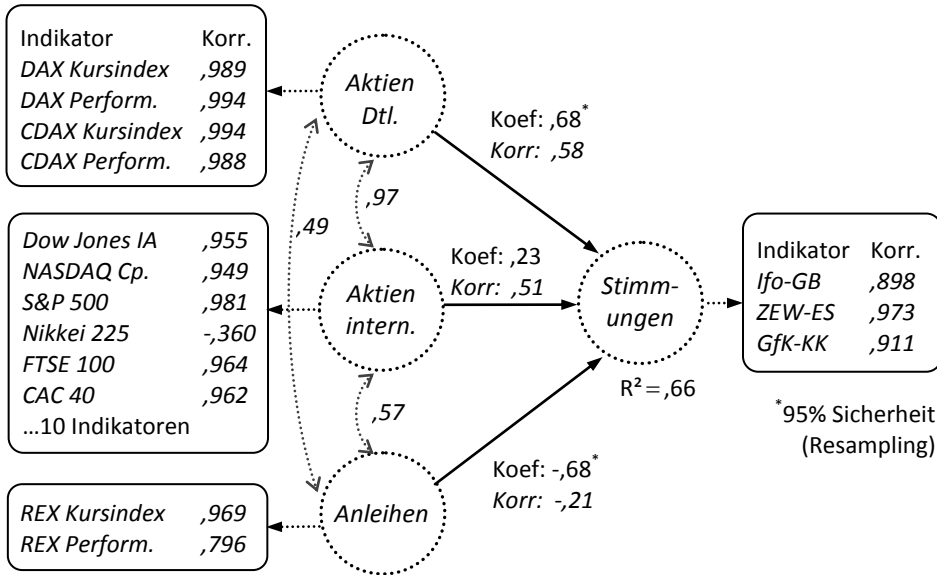 Indikator Korr.
DAX Kursindex ,989
DAX Perform. ,994
CDAX Kursindex ,994
CDAX Perform. ,988
Aktien
Dtl.
Koef: ,68*
Korr: ,58
,97
,49
Dow Jones IA ,955
NASDAQ Cp. ,949
S&P 500 ,981
Nikkei 225 -,360
FTSE 100 ,964
CAC 40 ,962
…10 Indikatoren
Aktien
intern.
Koef: ,23
Korr: ,51
Stimm-
ungen
R² = ,66
Indikator Korr.
Ifo-GB ,898
ZEW-ES ,973
GfK-KK ,911
*95% Sicherheit
(Resampling)
,57
REX Kursindex ,969
REX Perform. ,796
Anleihen
Koef: -,68*
Korr: -,21